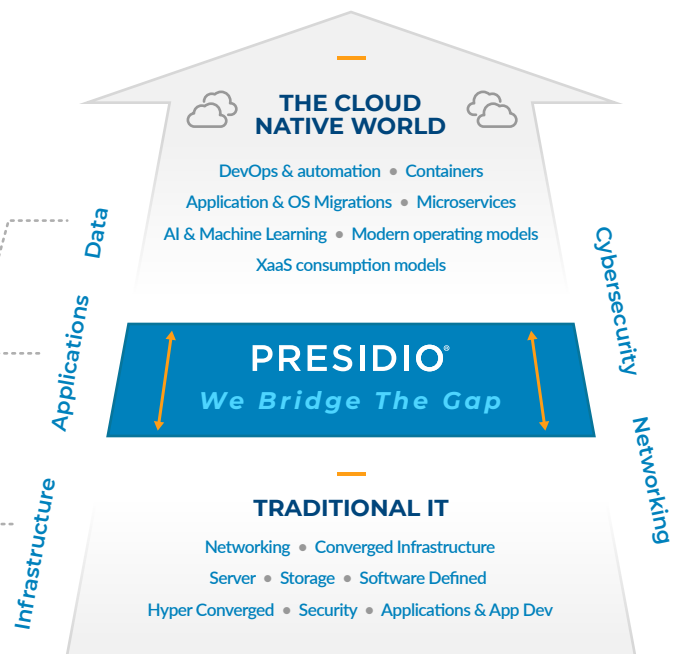 THE CLOUD
NATIVE WORLD
DevOps & automation • Containers
Application & OS Migrations • Microservices
AI & Machine Learning • Modern operating models
XaaS consumption models
Data
Applications
Infrastructure
Cybersecurity
Networking
PRESIDIO®
We Bridge The Gap
TRADITIONAL IT
Networking • Converged Infrastructure
Server • Storage • Software Defined
Hyper Converged • Security • Applications & App Dev